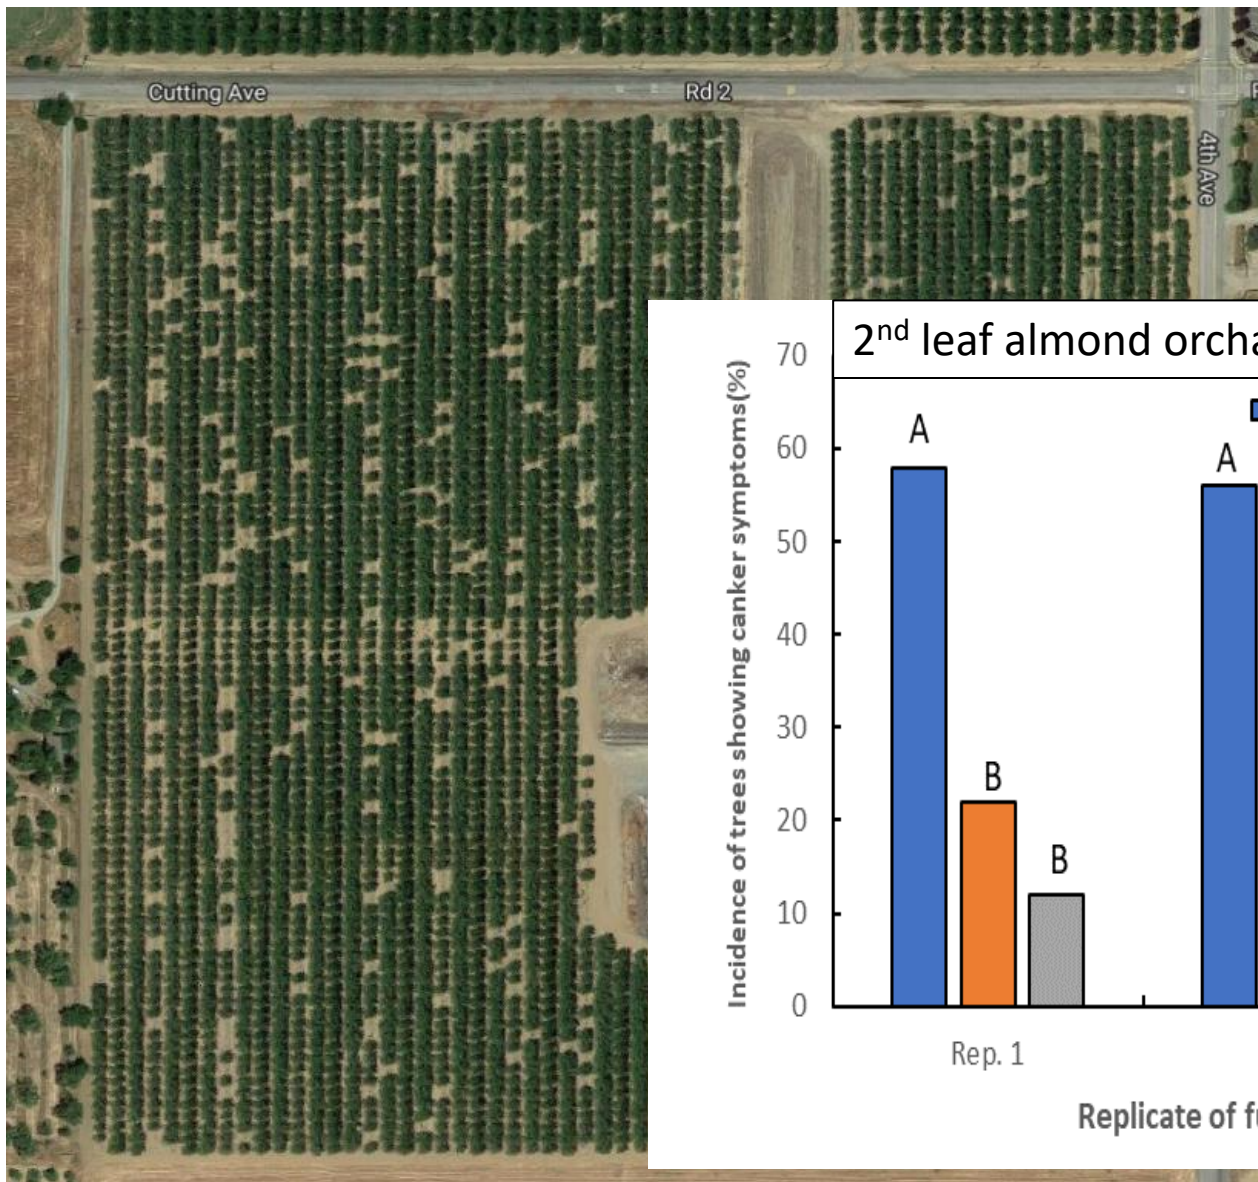 Cutting Ave
Rd 2
4th Ave
2nd leaf almond
Incidence of trees showing canker symptoms(%)
70
60
50
40
30
20
10
0
A
B
B
A
Rep. 1
Replicate of